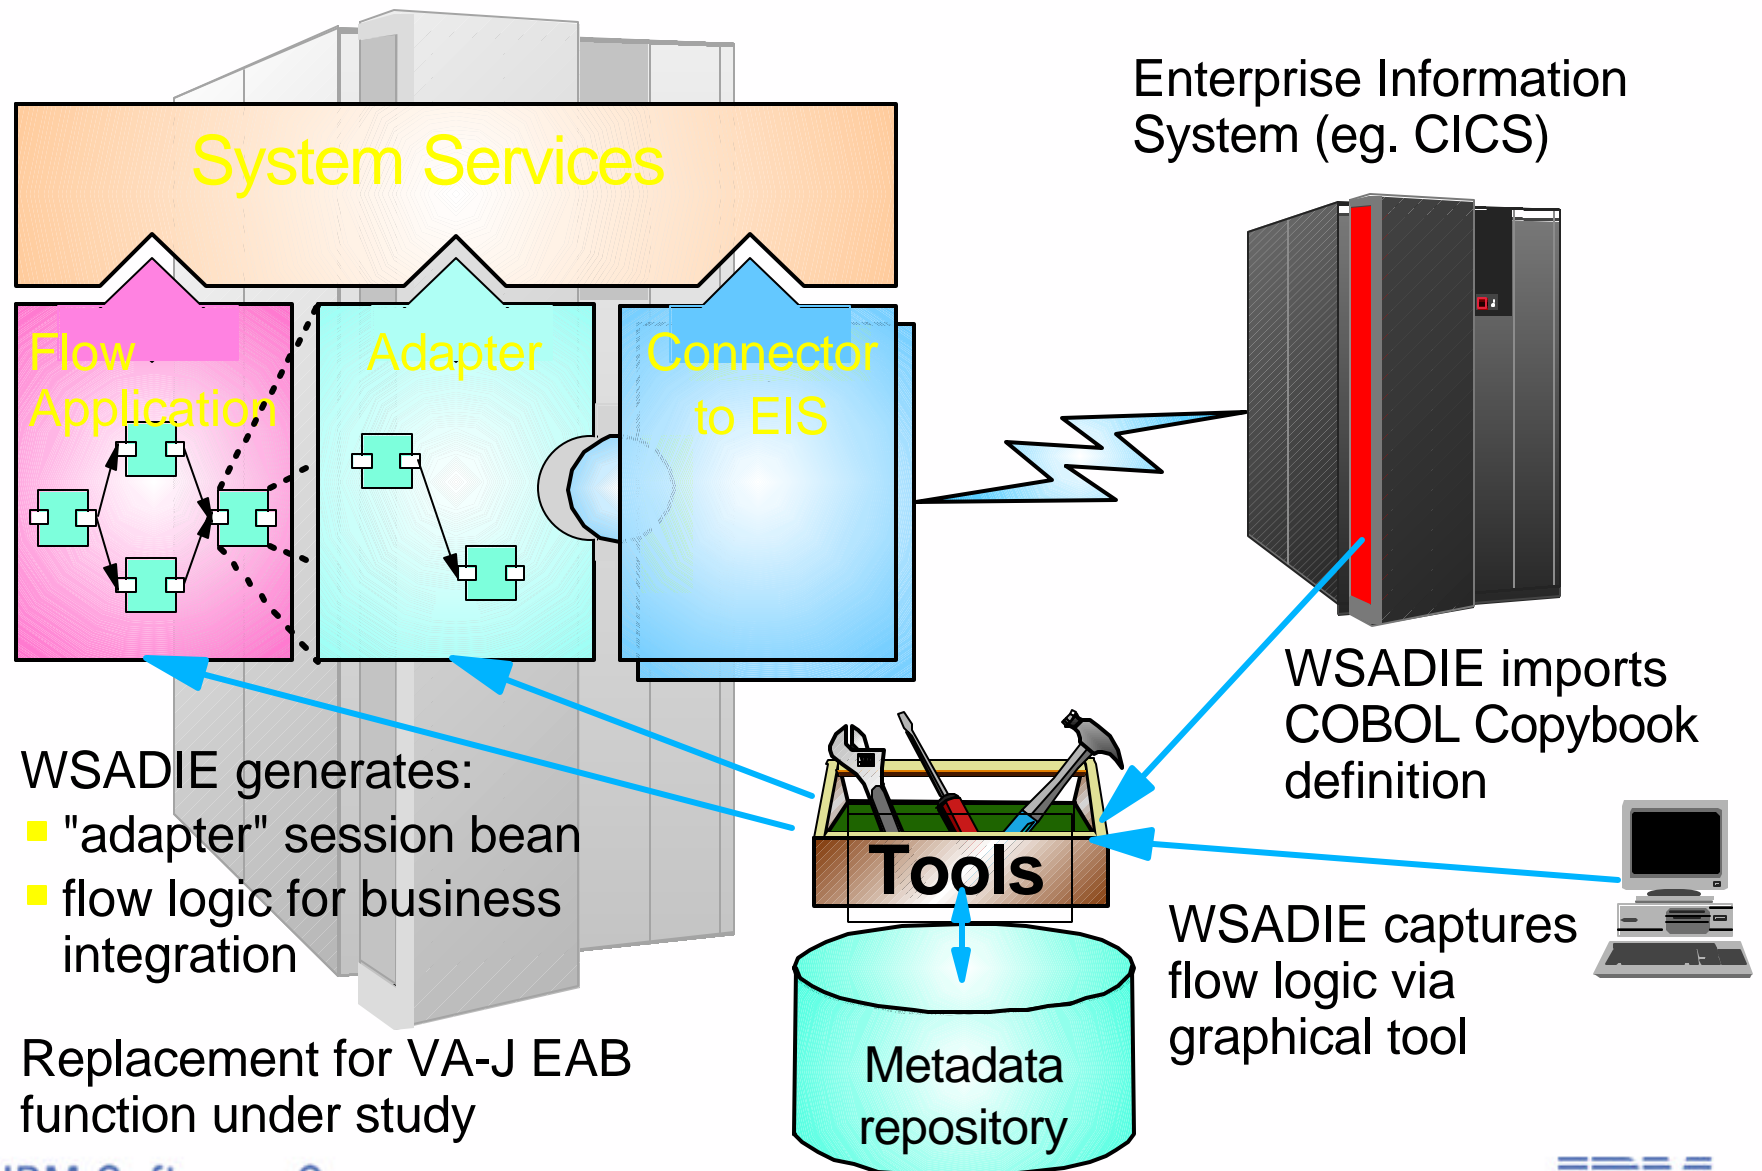 Enterprise Information
System (eg. CICS)
System Services
Flow
Application
Adapter
Connector
to EIS
WSADIE imports
COBOL Copybook
definition
WSADIE generates:
"adapter" session bean
flow logic for business
integration
Tools
WSADIE captures
flow logic via
graphical tool
Replacement for VA-J EAB
function under study
Metadata
repository